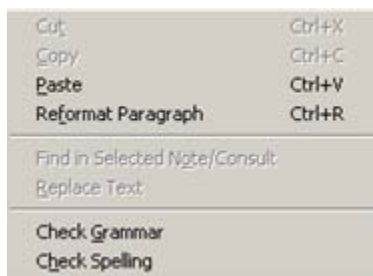 Cut Ctrl+X
Copy Ctrl+C
Paste Ctrl+V
Reformat Paragraph Ctrl+R
Find in Selected Note/Consult
Replace Text
Check Grammar
Check Spelling